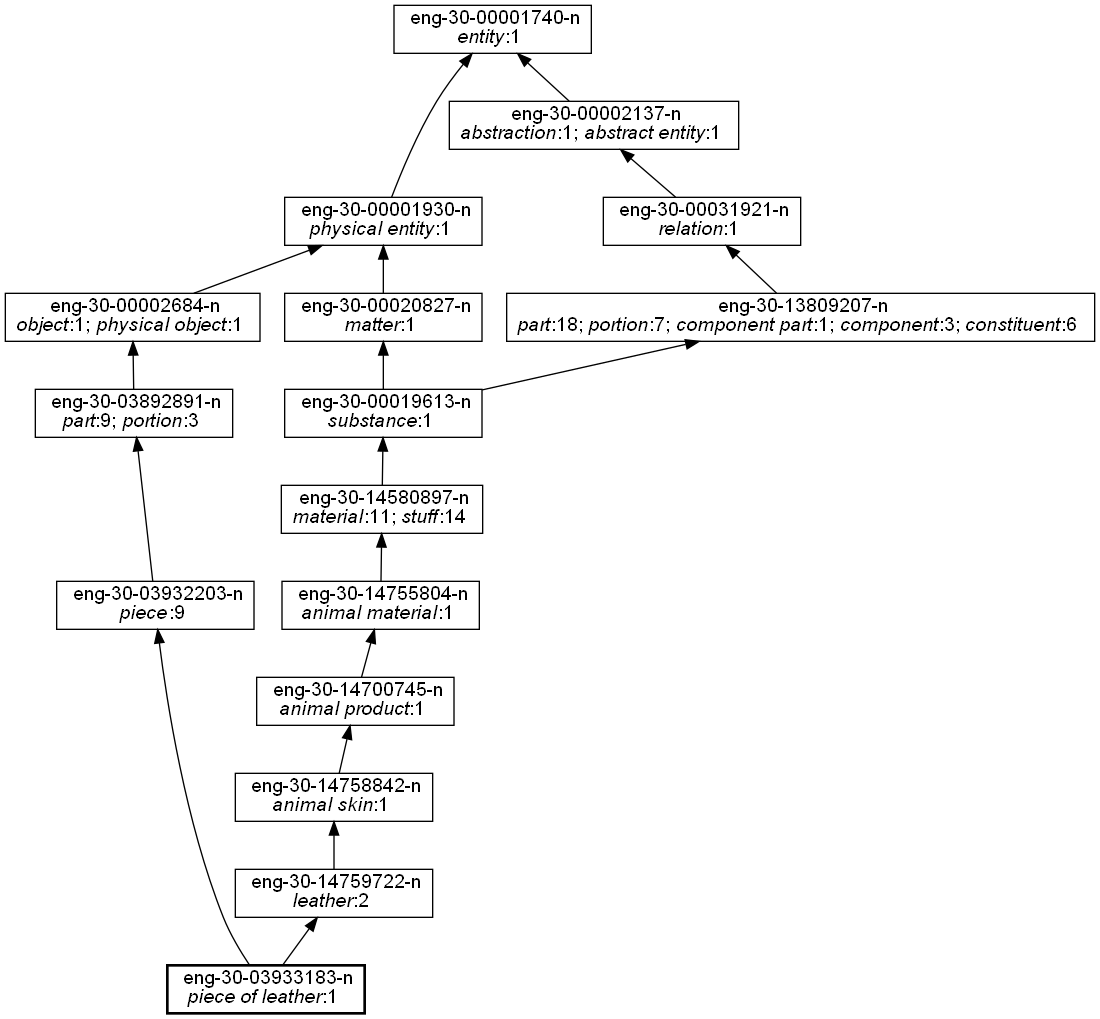 eng-30-00001740-n
entity:1
eng-30-00002137-n
abstraction:1; abstract entity:1
eng-30-00001930-n
physical entity:1
eng-30-00031921-n
relation:1
eng-30-00002684-n
object:1; physical object:1
eng-30-00020827-n
matter:1
eng-30-13809207-n
part:18; portion:7; component part:1; component:3; constituent:6
eng-30-03892891-n
part:9; portion:3
eng-30-00019613-n
substance:1
eng-30-14580897-n
material:11; stuff:14
eng-30-03932203-n
piece:9
eng-30-14755804-n
animal material:1
eng-30-14700745-n
animal product:1
eng-30-14758842-n
animal skin:1
eng-30-14759722-n
leather:2
eng-30-03933183-n
piece of leather:1